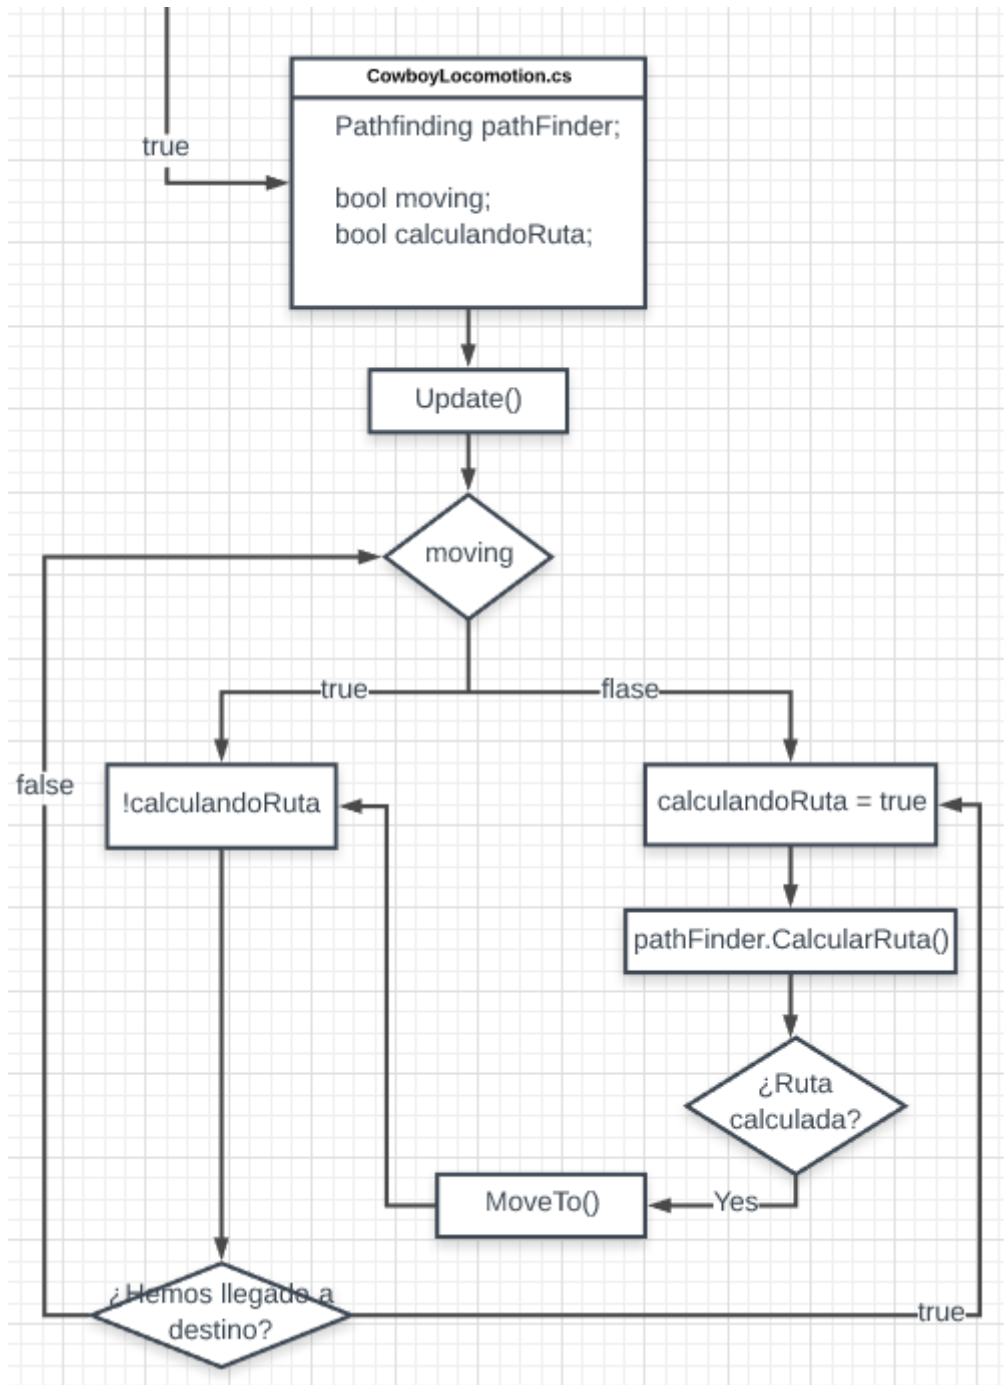 CowboyLocomotion.cs
Pathfinding pathFinder;
true
bool moving;
bool calculandoRuta;
Update()
moving
true
flase
false
!calculandoRuta
calculandoRuta = true
pathFinder.CalcularRuta()
¿Ruta
calculada?
MoveTo()
Yes
¿Hemos llegado a
destino?
true